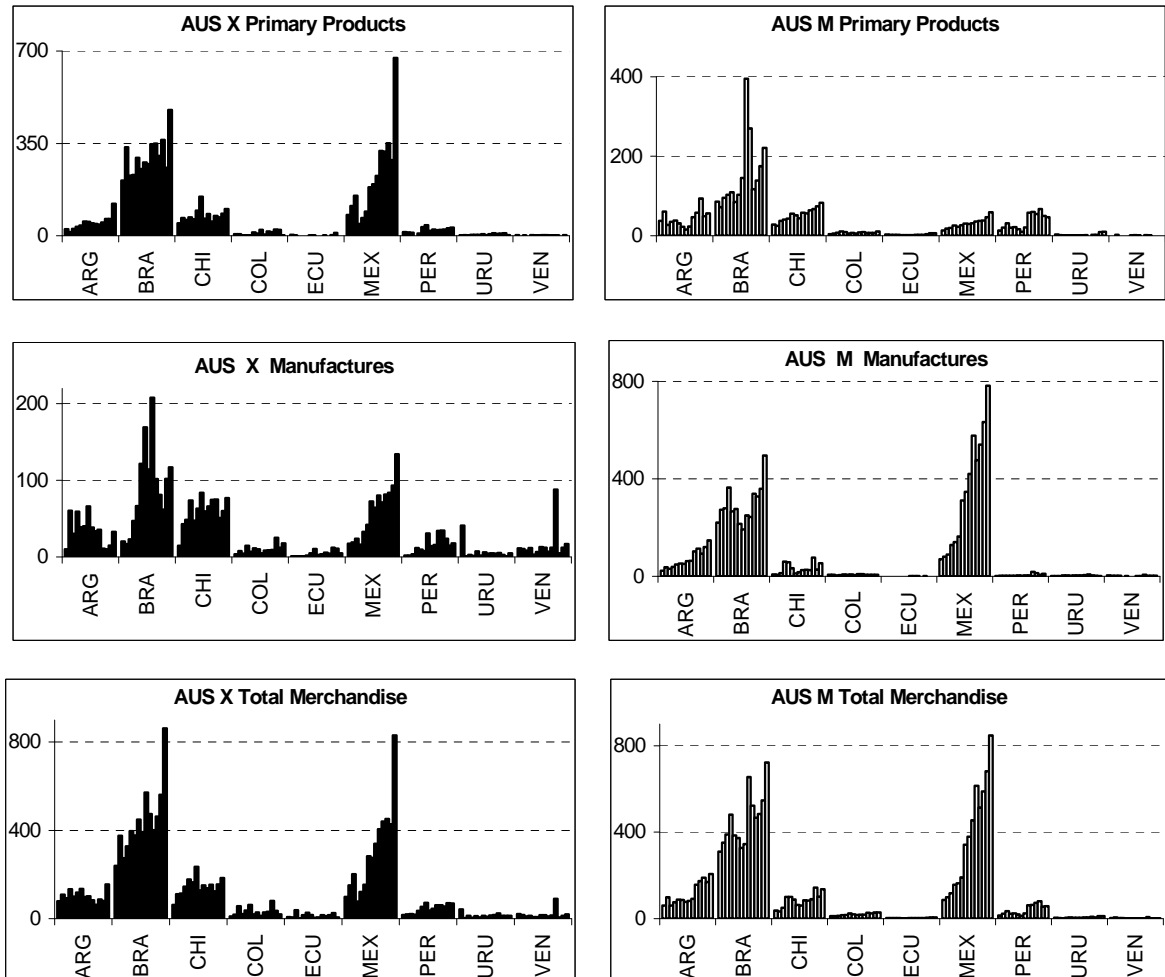 AUS X Primary Products
700
350
0
ARG BRA CHI COL ECU MEX PER URU VEN
AUS M Primary Products
400
200
0
ARG BRA CHI COL ECU MEX PER URU VEN
AUS X Manufactures
200
100
0
ARG BRA CHI COL ECU MEX PER URU VEN
AUS M Manufactures
800
400
0
ARG BRA CHI COL ECU MEX PER URU VEN
AUS X Total Merchandise
800
400
0
ARG BRA CHI COL ECU MEX PER URU VEN
AUS M Total Merchandise
800
400
0
ARG BRA CHI COL ECU MEX PER URU VEN